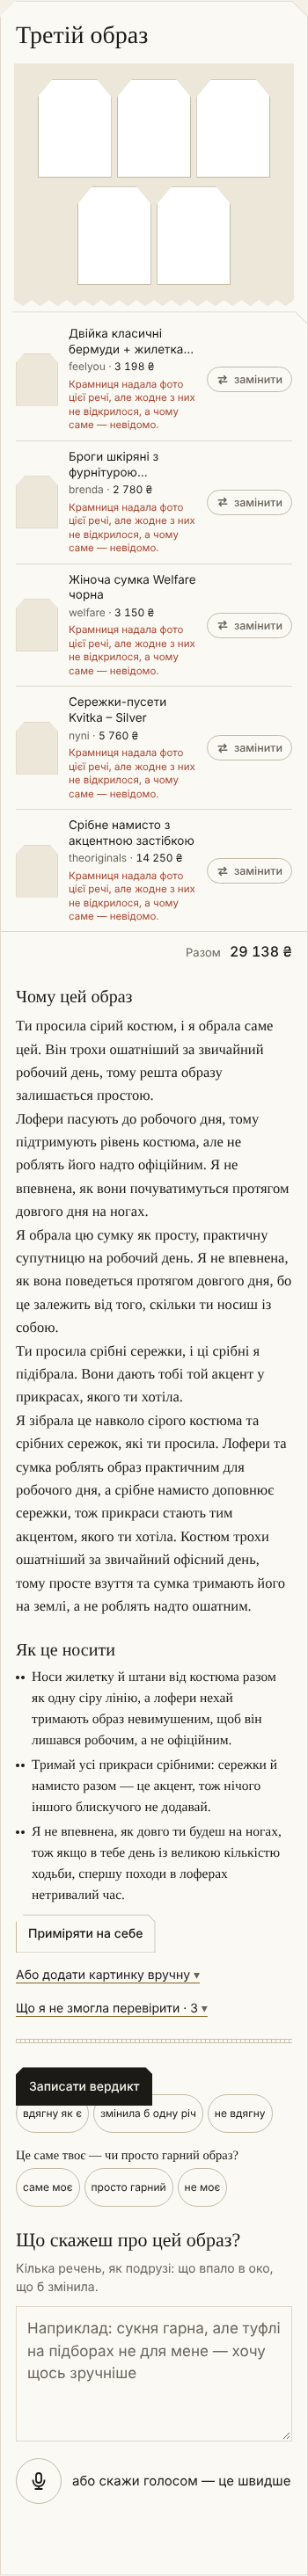 Третій образ
Двійка класичні
бермуди + жилетка...
feelyou · 3 198 ₴
Крамниця надала фото
цієї речі, але жодне з них
не відкрилося, а чому
саме — невідомо.
замінити
Броги шкіряні з
фурнітурою...
brenda · 2 780 ₴
Крамниця надала фото
цієї речі, але жодне з них
не відкрилося, а чому
саме — невідомо.
замінити
Жіноча сумка Welfare
чорна
welfare · 3 150 ₴
Крамниця надала фото
цієї речі, але жодне з них
не відкрилося, а чому
саме — невідомо.
замінити
Сережки-пусети
Kvitka – Silver
nyni · 5 760 ₴
Крамниця надала фото
цієї речі, але жодне з них
не відкрилося, а чому
саме — невідомо.
замінити
Срібне намисто з
акцентною застібкою
theoriginals · 14 250 ₴
Крамниця надала фото
цієї речі, але жодне з них
не відкрилося, а чому
саме — невідомо.
замінити
Разом 29 138 ₴
Чому цей образ
Ти просила сірий костюм, і я обрала саме
цей. Він трохи ошатніший за звичайний
робочий день, тому решта образу
залишається простою.
Лофери пасують до робочого дня, тому
підтримують рівень костюма, але не
роблять його надто офіційним. Я не
впевнена, як вони почуватимуться протягом
довгого дня на ногах.
Я обрала цю сумку як просту, практичну
супутницю на робочий день. Я не впевнена,
як вона поведеться протягом довгого дня, бо
це залежить від того, скільки ти носиш із
собою.
Ти просила срібні сережки, і ці срібні я
підібрала. Вони дають тобі той акцент у
прикрасах, якого ти хотіла.
Я зібрала це навколо сірого костюма та
срібних сережок, які ти просила. Лофери та
сумка роблять образ практичним для
робочого дня, а срібне намисто доповнює
сережки, тож прикраси стають тим
акцентом, якого ти хотіла. Костюм трохи
ошатніший за звичайний офісний день,
тому просте взуття та сумка тримають його
на землі, а не роблять надто ошатним.
Як це носити
Носи жилетку й штани від костюма разом
як одну сіру лінію, а лофери нехай
тримають образ невимушеним, щоб він
лишався робочим, а не офіційним.
Тримай усі прикраси срібними: сережки й
намисто разом — це акцент, тож нічого
іншого блискучого не додавай.
Я не впевнена, як довго ти будеш на ногах,
тож якщо в тебе день із великою кількістю
ходьби, спершу походи в лоферах
нетривалий час.
Приміряти на себе
Або додати картинку вручну ▾
Що я не змогла перевірити · 3 ▾
Записати вердикт
вдягну як є
змінила б одну річ
не вдягну
Це саме твоє — чи просто гарний образ?
саме моє
просто гарний
не моє
Що скажеш про цей образ?
Кілька речень, як подрузі: що впало в око,
що б змінила.
Наприклад: сукня гарна, але туфлі
на підборах не для мене — хочу
щось зручніше
або скажи голосом — це швидше